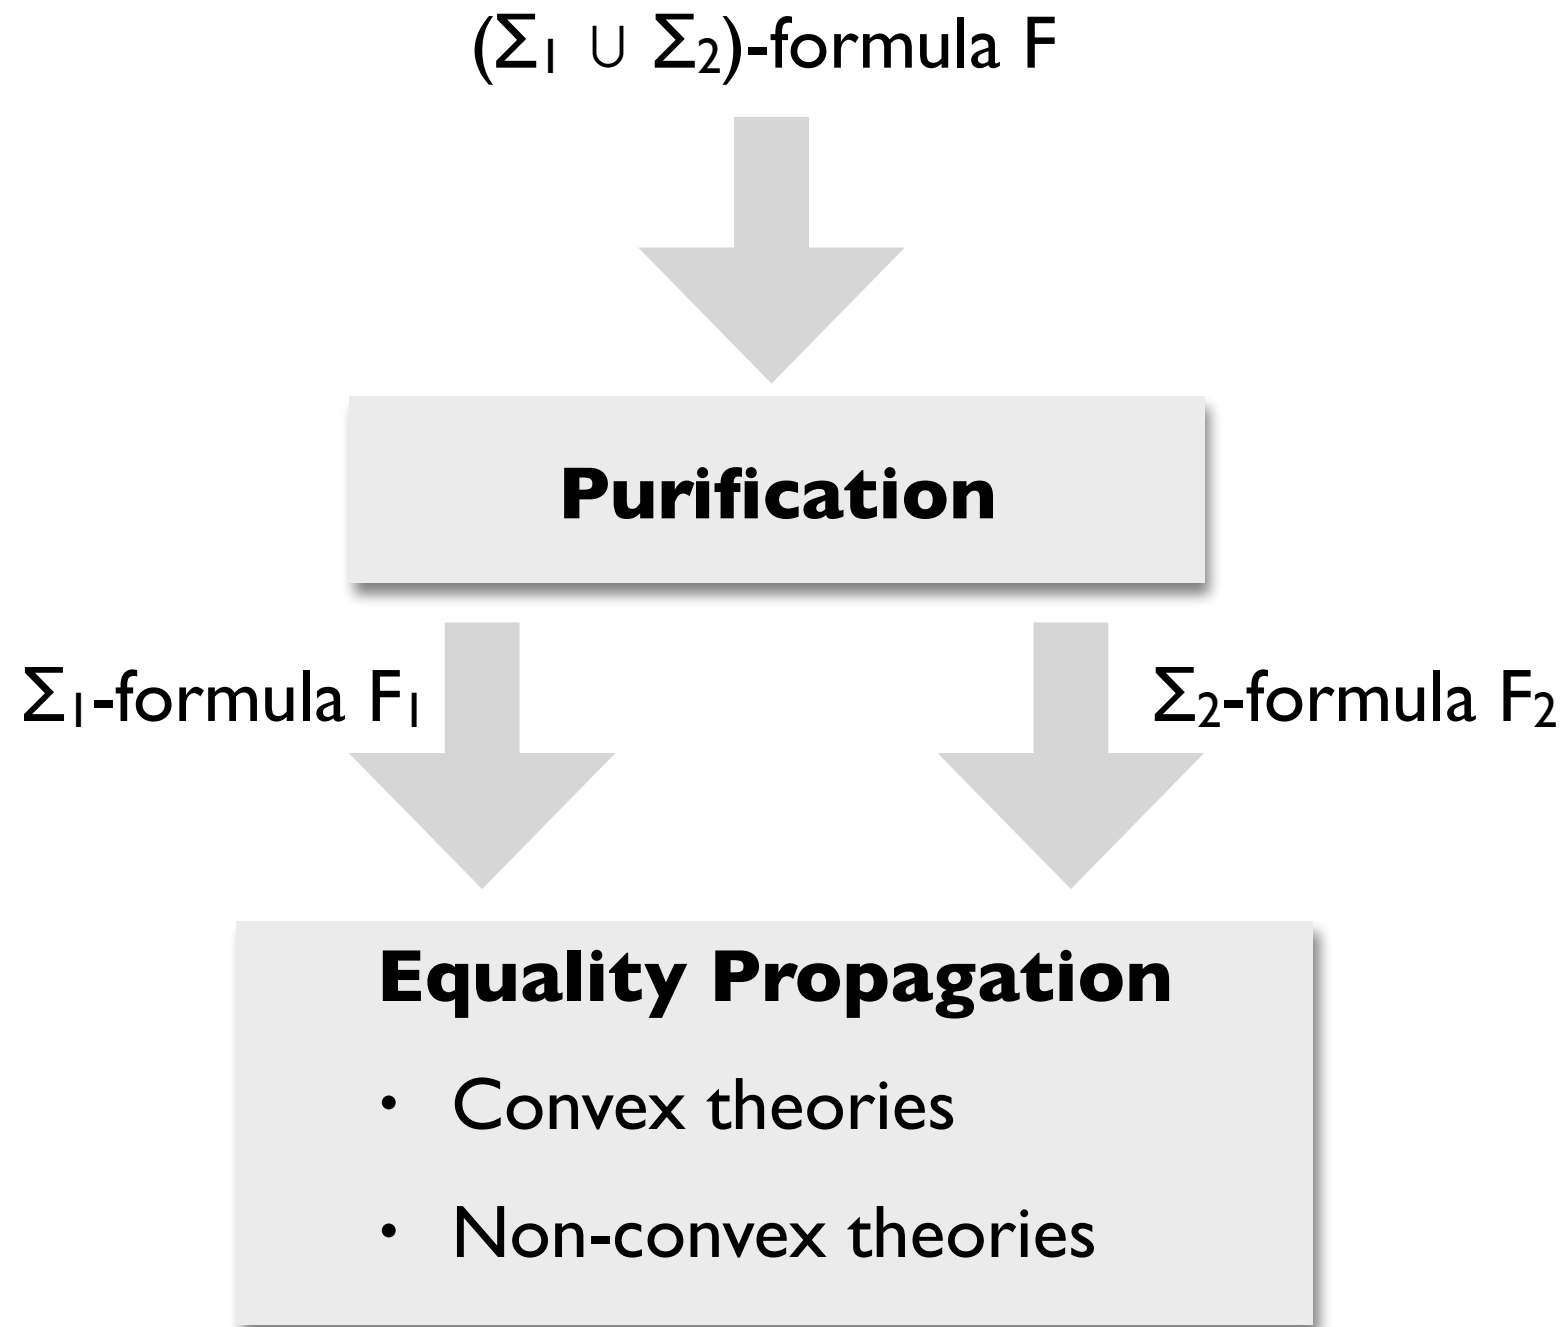 (Σ₁ ∪ Σ₂)-formula F
Purification
Σ₁-formula F₁
Σ₂-formula F₂
Equality Propagation
• Convex theories
• Non-convex theories